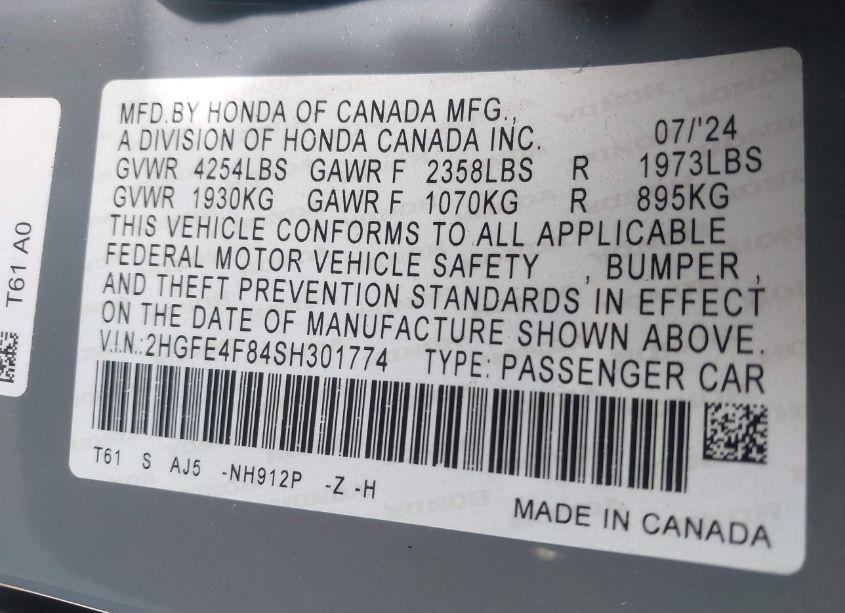 MFD.BY HONDA OF CANADA MFG.,
A DIVISION OF HONDA CANADA INC. 07/'24
GVWR 4254LBS GAWR F 2358LBS R 1973LBS
GVWR 1930KG GAWR F 1070KG R 895KG
THIS VEHICLE CONFORMS TO ALL APPLICABLE
FEDERAL MOTOR VEHICLE SAFETY , BUMPER ,
AND THEFT PREVENTION STANDARDS IN EFFECT
ON THE DATE OF MANUFACTURE SHOWN ABOVE.
V.I.N.:2HGFE4F84SH301774 TYPE: PASSENGER CAR
T61 S AJ5 -NH912P -Z -H
MADE IN CANADA
T61 A0